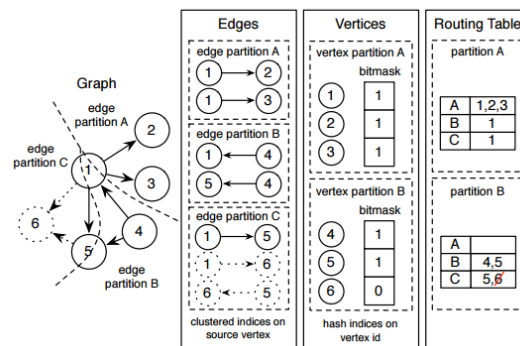 Graph
edge
partition A
edge
partition C
edge
partition B
1
2
3
4
5
6
Edges
edge partition A
1 2
1 3
edge partition B
1 4
5 4
edge partition C
1 5
1 6
6 5
clustered indices on
source vertex
Vertices
vertex partition A
bitmask
1 1
2 1
3 1
vertex partition B
bitmask
4 1
5 1
6 0
hash indices on
vertex id
Routing Table
partition A
A 1,2,3
B 1
C 1
partition B
A
B 4,5
C 5,6